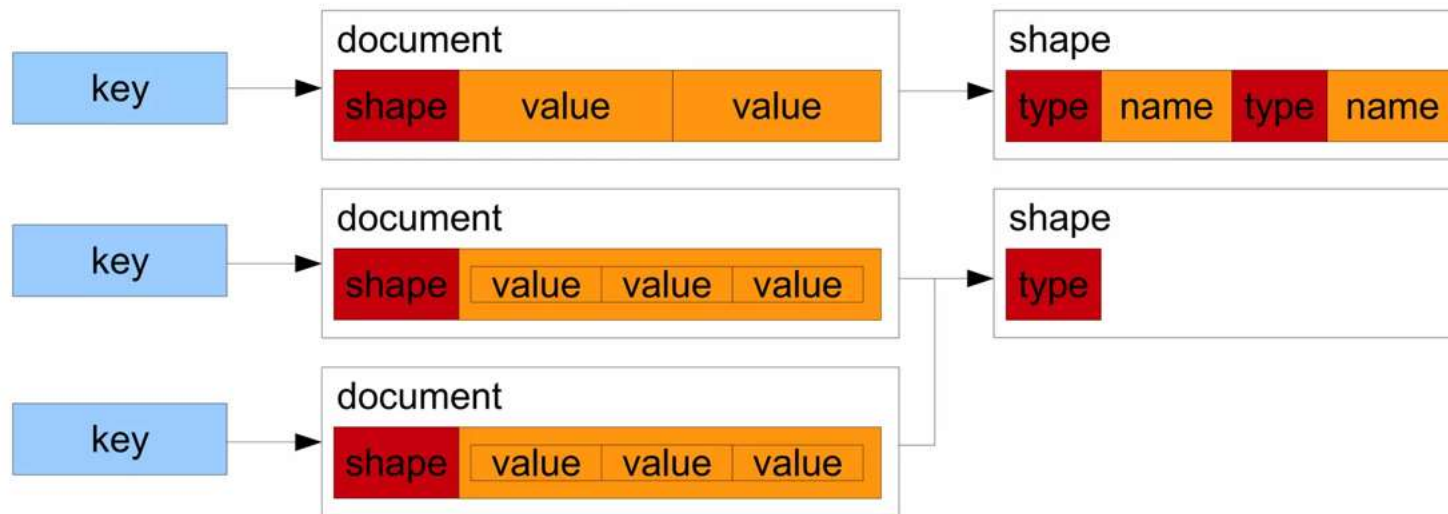 document
shape
key
shape value value
type name type name
document
shape
key
shape value value value
type
document
key
shape value value value